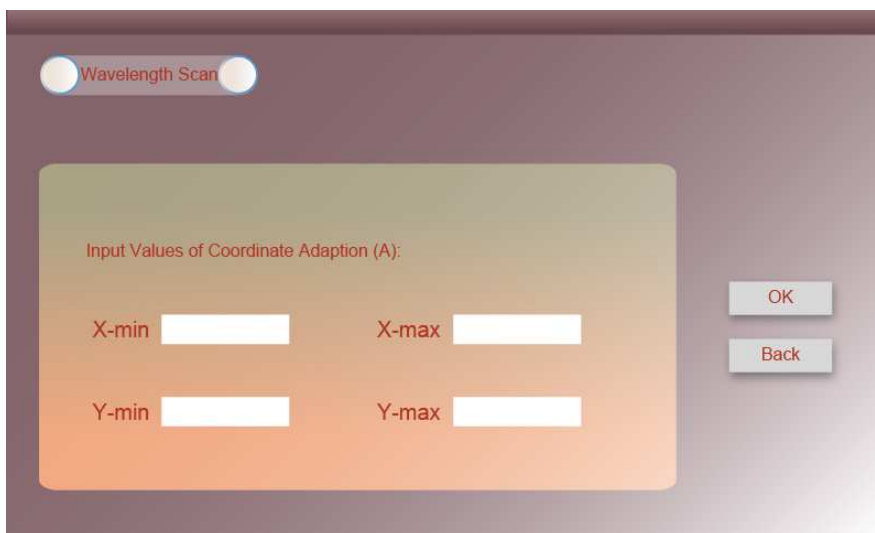 Wavelength Scan
Input Values of Coordinate Adaption (A):
X-min
X-max
OK
Back
Y-min
Y-max